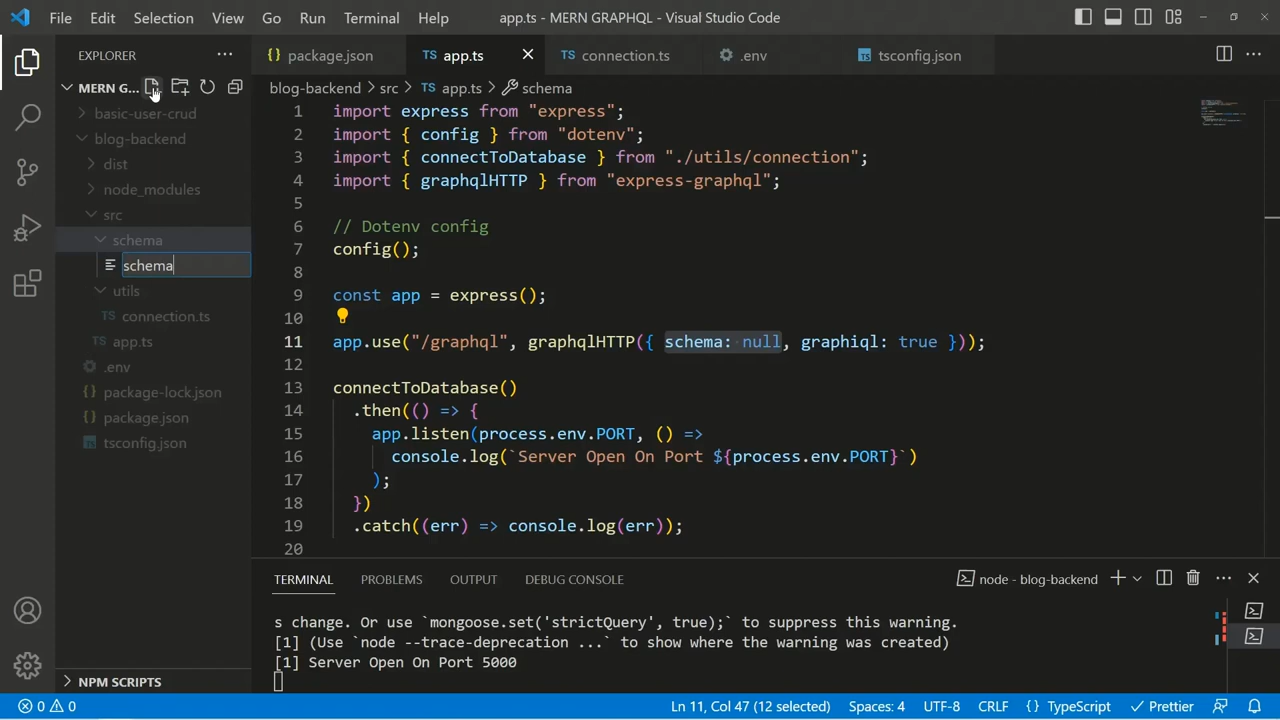 File Edit Selection View Go Run Terminal Help
app.ts - MERN GRAPHQL - Visual Studio Code
EXPLORER
MERN G...
basic-user-crud
blog-backend
dist
node_modules
src
schema
schema
utils
connection.ts
app.ts
.env
package-lock.json
package.json
tsconfig.json
NPM SCRIPTS
package.json
TS app.ts
TS connection.ts
.env
tsconfig.json
blog-backend > src > TS app.ts > schema
1 import express from "express";
2 import { config } from "dotenv";
3 import { connectToDatabase } from "./utils/connection";
4 import { graphqlHTTP } from "express-graphql";
5
6 // Dotenv config
7 config();
8
9 const app = express();
10
11 app.use("/graphql", graphqlHTTP({ schema: null, graphiql: true }));
12
13 connectToDatabase()
14 .then(() => {
15 app.listen(process.env.PORT, () =>
16 console.log(`Server Open On Port ${process.env.PORT}`)
17 );
18 })
19 .catch((err) => console.log(err));
20
TERMINAL PROBLEMS OUTPUT DEBUG CONSOLE
node - blog-backend
s change. Or use `mongoose.set('strictQuery', true);` to suppress this warning.
[1] (Use `node --trace-deprecation ...` to show where the warning was created)
[1] Server Open On Port 5000
0 0
Ln 11, Col 47 (12 selected) Spaces: 4 UTF-8 CRLF {} TypeScript Prettier